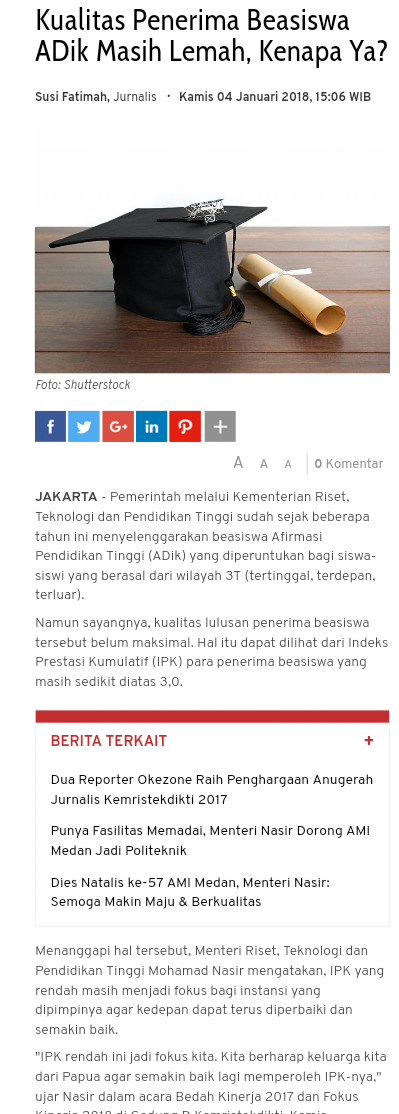 Kualitas Penerima Beasiswa
ADik Masih Lemah, Kenapa Ya?
Susi Fatimah, Jurnalis · Kamis 04 Januari 2018, 15:06 WIB
Foto: Shutterstock
f G+ in
A A A 0 Komentar
JAKARTA - Pemerintah melalui Kementerian Riset,
Teknologi dan Pendidikan Tinggi sudah sejak beberapa
tahun ini menyelenggarakan beasiswa Afirmasi
Pendidikan Tinggi (ADik) yang diperuntukan bagi siswa-
siswi yang berasal dari wilayah 3T (tertinggal, terdepan,
terluar).
Namun sayangnya, kualitas lulusan penerima beasiswa
tersebut belum maksimal. Hal itu dapat dilihat dari Indeks
Prestasi Kumulatif (IPK) para penerima beasiswa yang
masih sedikit diatas 3,0.
BERITA TERKAIT +
Dua Reporter Okezone Raih Penghargaan Anugerah
Jurnalis Kemristekdikti 2017
Punya Fasilitas Memadai, Menteri Nasir Dorong AMI
Medan Jadi Politeknik
Dies Natalis ke-57 AMI Medan, Menteri Nasir:
Semoga Makin Maju & Berkualitas
Menanggapi hal tersebut, Menteri Riset, Teknologi dan
Pendidikan Tinggi Mohamad Nasir mengatakan, IPK yang
rendah masih menjadi fokus bagi instansi yang
dipimpinya agar kedepan dapat terus diperbaiki dan
semakin baik.
"IPK rendah ini jadi fokus kita. Kita berharap keluarga kita
dari Papua agar semakin baik lagi memperoleh IPK-nya,"
ujar Nasir dalam acara Bedah Kinerja 2017 dan Fokus
Kinerja 2018 di Gedung D Kemristekdikti, Kamis